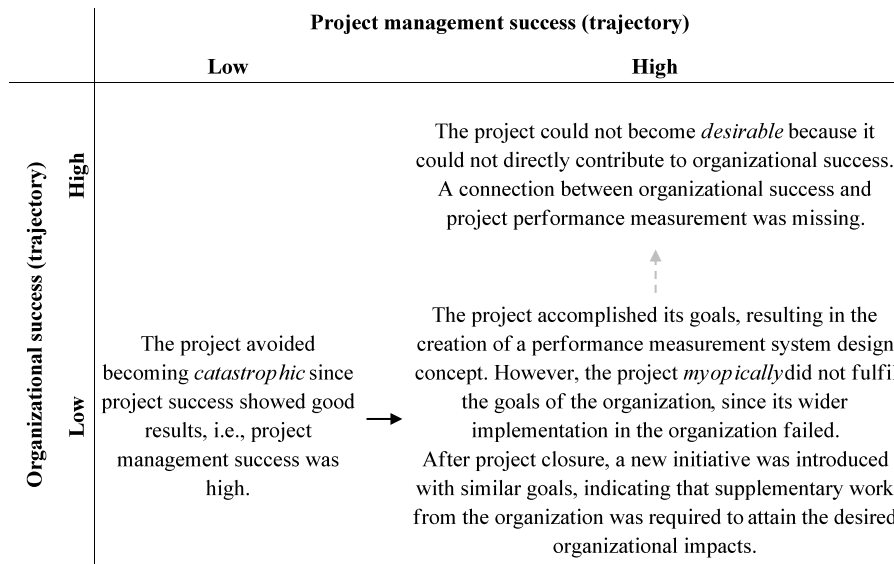 Project management success (trajectory)
Low
High
Organizational success (trajectory)
High
The project could not become desirable because it
could not directly contribute to organizational success.
A connection between organizational success and
project performance measurement was missing.
Low
The project avoided
becoming catastrophic since
project success showed good
results, i.e., project
management success was
high.
The project accomplished its goals, resulting in the
creation of a performance measurement system design
concept. However, the project myopically did not fulfil
the goals of the organization, since its wider
implementation in the organization failed.
After project closure, a new initiative was introduced
with similar goals, indicating that supplementary work
from the organization was required to attain the desired
organizational impacts.